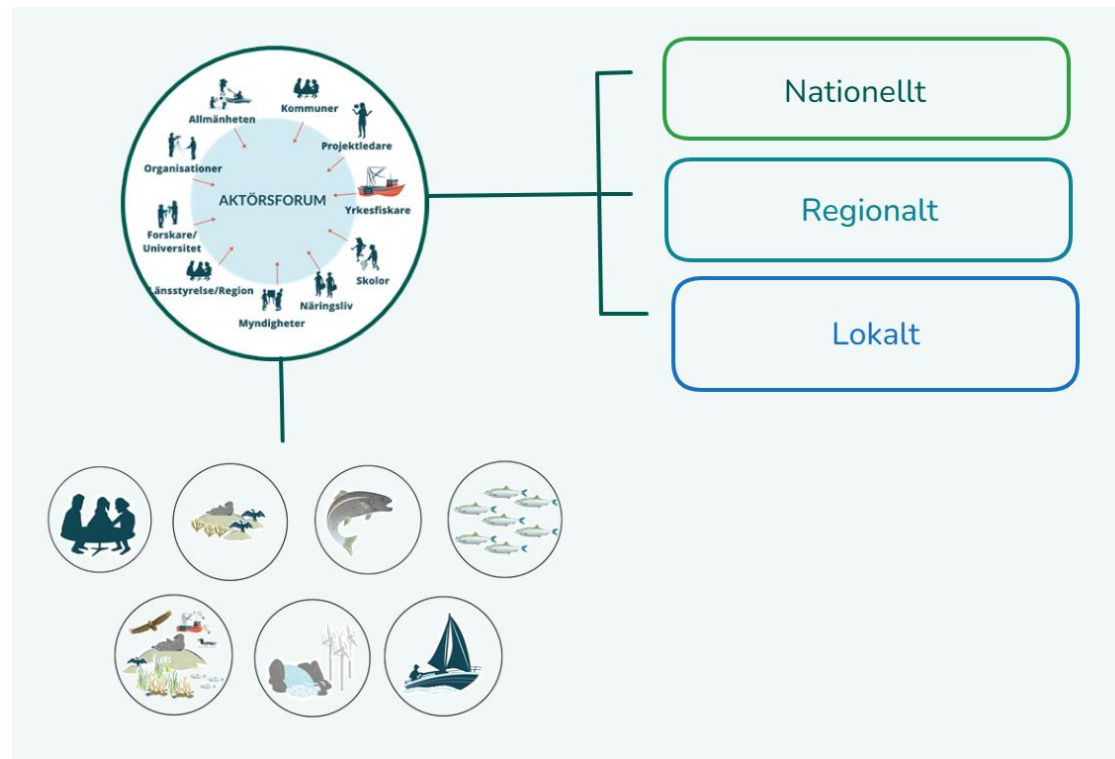 Allmänheten
Kommuner
Projektledare
Organisationer
AKTÖRSFORUM
Yrkesfiskare
Forskare/
Universitet
Skolor
Länsstyrelse/Region
Näringsliv
Myndigheter
Nationellt
Regionalt
Lokalt